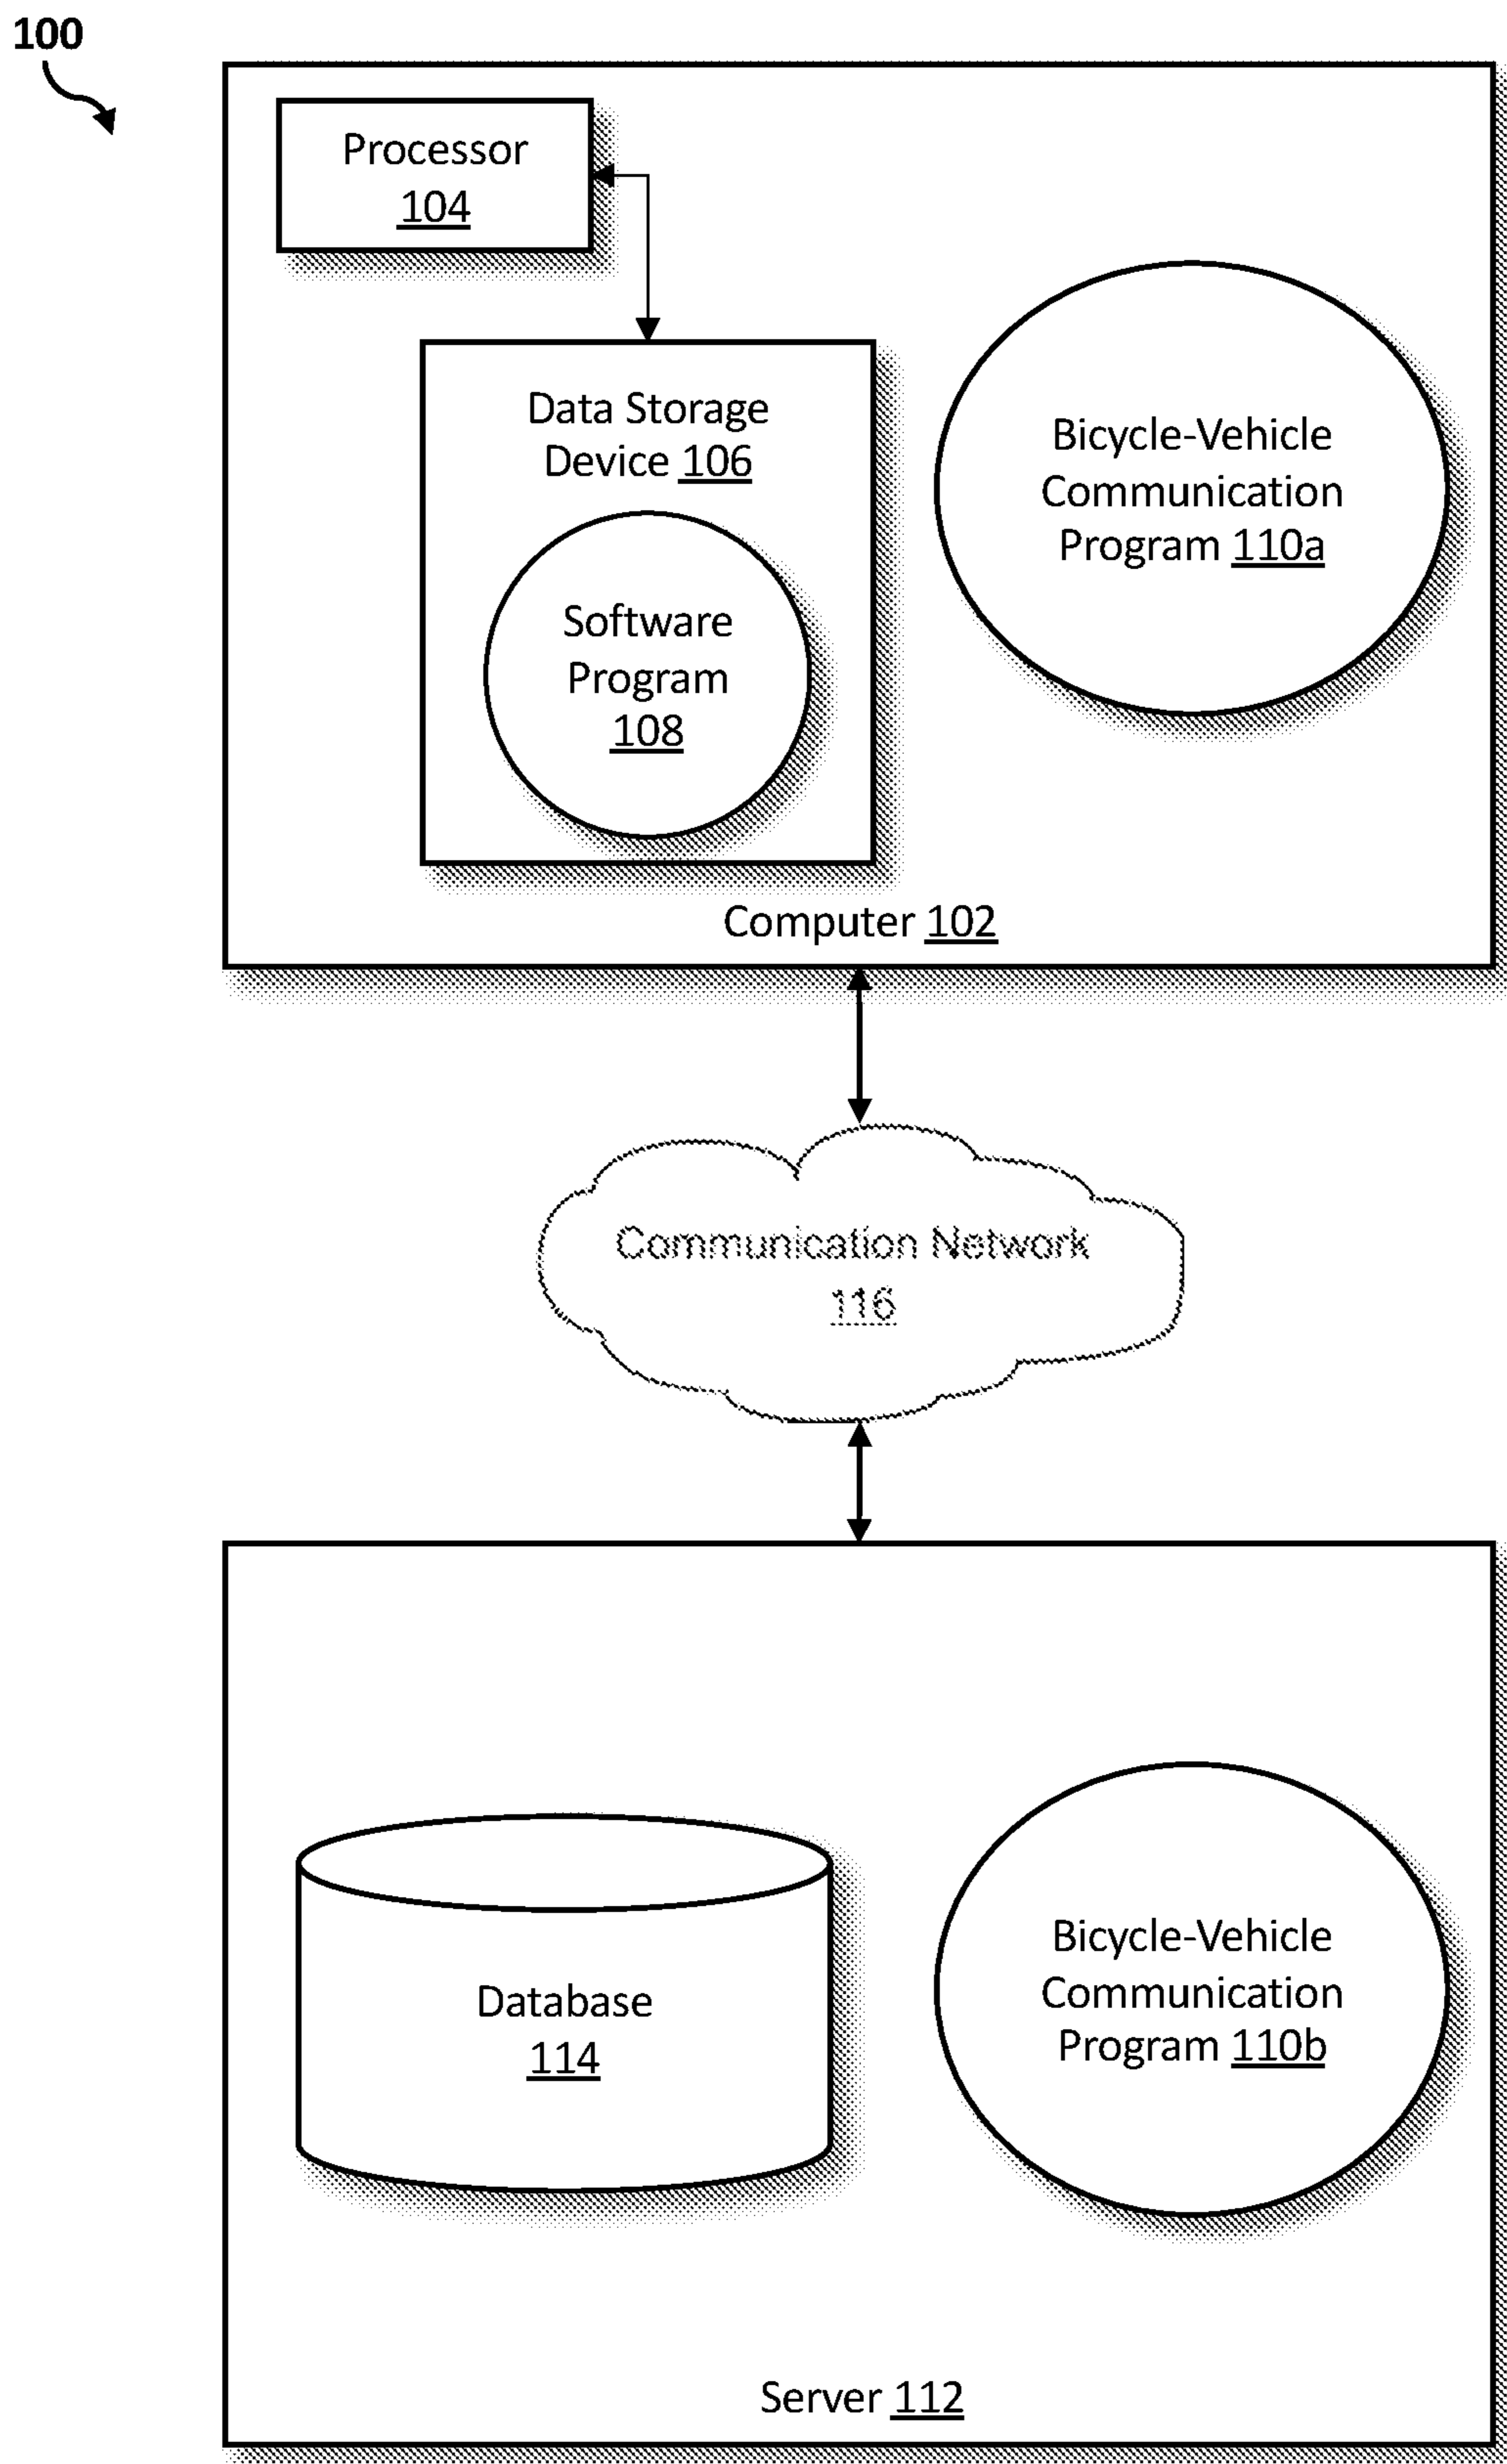 100
Processor
104
Data Storage
Device 106
Software
Program
108
Bicycle-Vehicle
Communication
Program 110a
Computer 102
Communication Network
116
Database
114
Bicycle-Vehicle
Communication
Program 110b
Server 112